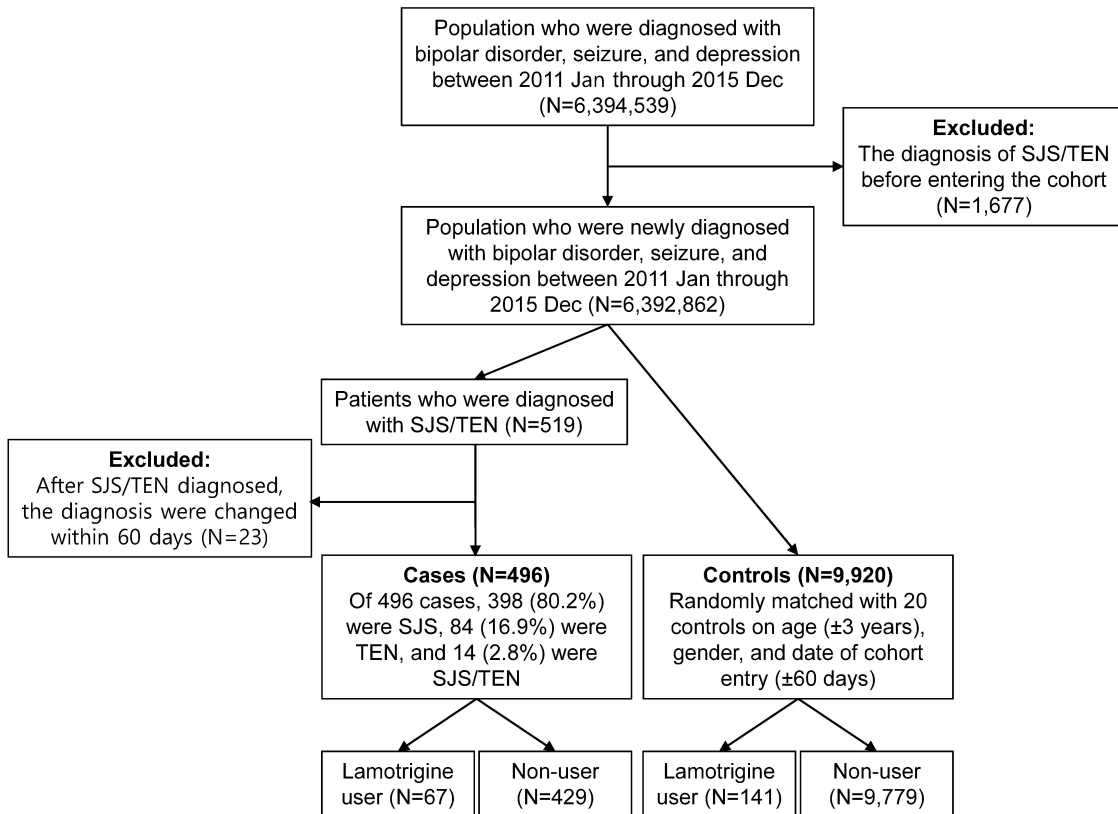 Population who were diagnosed with
bipolar disorder, seizure, and depression
between 2011 Jan through 2015 Dec
(N=6,394,539)
Excluded:
The diagnosis of SJS/TEN
before entering the cohort
(N=1,677)
Population who were newly diagnosed
with bipolar disorder, seizure, and
depression between 2011 Jan through
2015 Dec (N=6,392,862)
Patients who were diagnosed
with SJS/TEN (N=519)
Excluded:
After SJS/TEN diagnosed,
the diagnosis were changed
within 60 days (N=23)
Cases (N=496)
Of 496 cases, 398 (80.2%)
were SJS, 84 (16.9%) were
TEN, and 14 (2.8%) were
SJS/TEN
Controls (N=9,920)
Randomly matched with 20
controls on age (±3 years),
gender, and date of cohort
entry (±60 days)
Lamotrigine
user (N=67)
Non-user
(N=429)
Lamotrigine
user (N=141)
Non-user
(N=9,779)